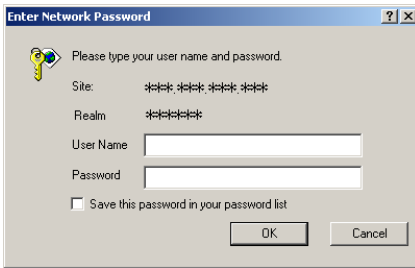 Enter Network Password
Please type your user name and password.
Site: ***.***.***.***
Realm ******
User Name
Password
Save this password in your password list
OK Cancel